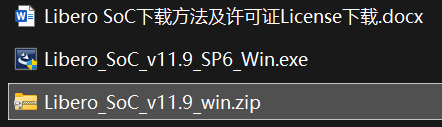 Libero SoC下载方法及许可证License下载.docx
Libero_SoC_v11.9_SP6_Win.exe
Libero_SoC_v11.9_win.zip